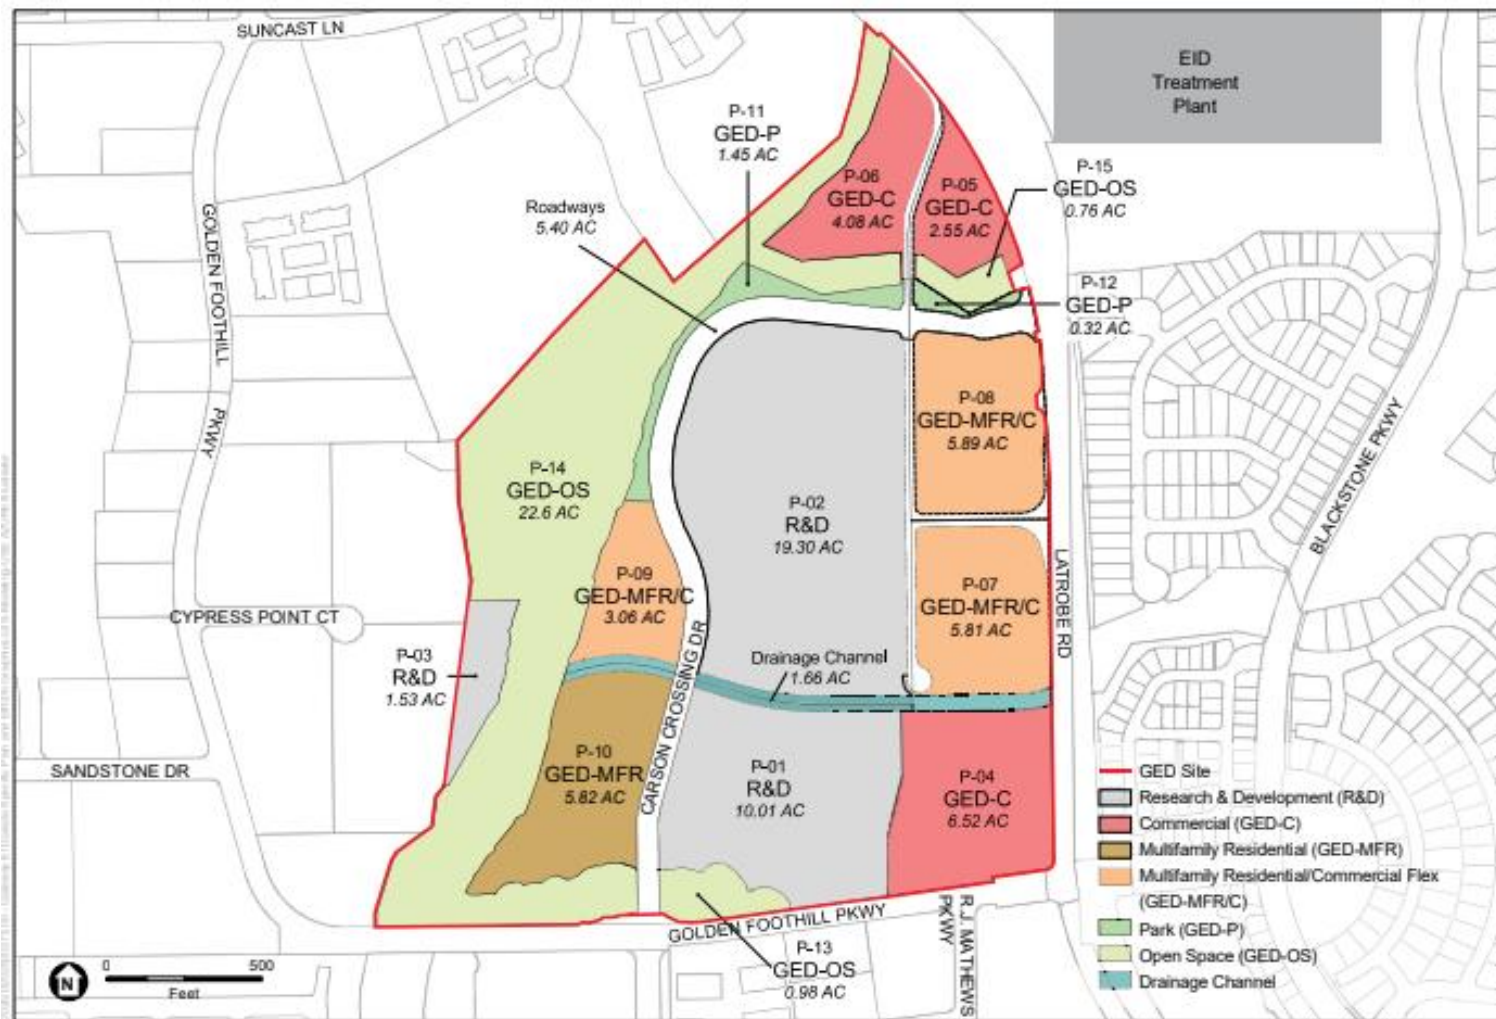 SUNCAST LN
EID
Treatment
Plant
P-11
GED-P
1.45 AC
P-15
GED-OS
0.76 AC
P-06
GED-C
4.08 AC
P-05
GED-C
2.55 AC
Roadways
5.40 AC
GOLDEN FOOTHILL
PKWY
P-12
GED-P
0.32 AC
P-08
GED-MFR/C
5.89 AC
BLACKSTONE PKWY
P-14
GED-OS
22.6 AC
P-02
R&D
19.30 AC
P-09
GED-MFR/C
3.06 AC
P-07
GED-MFR/C
5.81 AC
LATROBE RD
CYPRESS POINT CT
P-03
R&D
1.53 AC
CARSON CROSSING DR
Drainage Channel
1.66 AC
SANDSTONE DR
P-10
GED-MFR
5.82 AC
P-01
R&D
10.01 AC
P-04
GED-C
6.52 AC
GED Site
Research & Development (R&D)
Commercial (GED-C)
Multifamily Residential (GED-MFR)
Multifamily Residential/Commercial Flex
(GED-MFR/C)
Park (GED-P)
Open Space (GED-OS)
Drainage Channel
GOLDEN FOOTHILL PKWY
R.J. MATHEWS
PKWY
P-13
GED-OS
0.98 AC
N
0 500
Feet